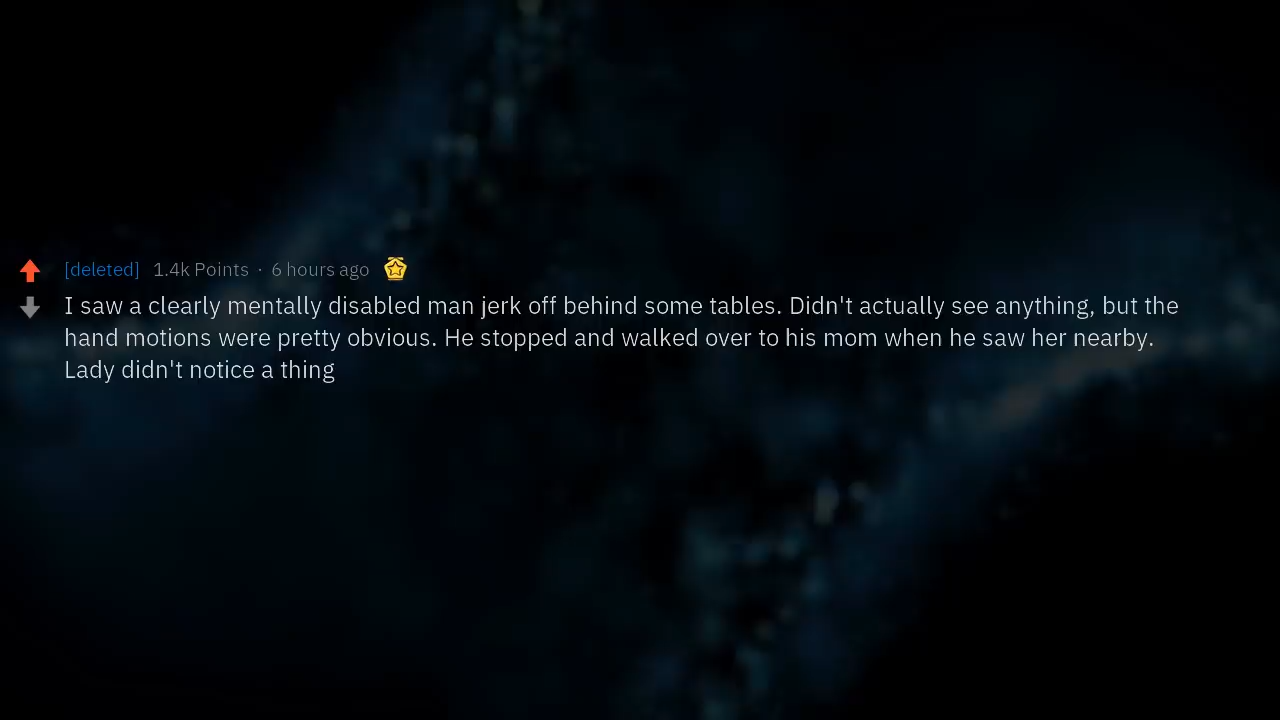 [deleted] 1.4k Points · 6 hours ago
I saw a clearly mentally disabled man jerk off behind some tables. Didn't actually see anything, but the
hand motions were pretty obvious. He stopped and walked over to his mom when he saw her nearby.
Lady didn't notice a thing